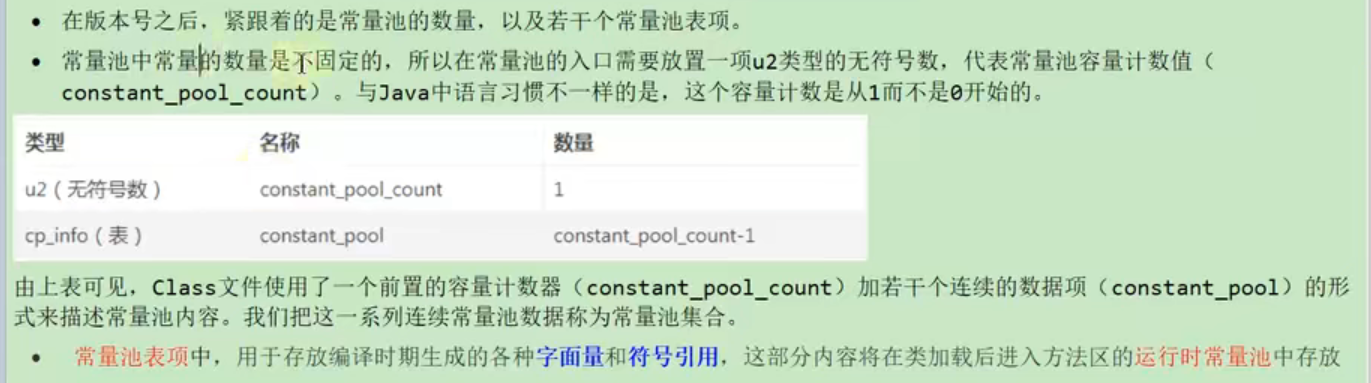 • 在版本号之后，紧跟着的是常量池的数量，以及若干个常量池表项。
• 常量池中常量的数量是不固定的，所以在常量池的入口需要放置一项u2类型的无符号数，代表常量池容量计数值（
constant_pool_count）。与Java中语言习惯不一样的是，这个容量计数是从1而不是0开始的。
类型 名称 数量
u2（无符号数） constant_pool_count 1
cp_info（表） constant_pool constant_pool_count-1
由上表可见，Class文件使用了一个前置的容量计数器（constant_pool_count）加若干个连续的数据项（constant_pool）的形
式来描述常量池内容。我们把这一系列连续常量池数据称为常量池集合。
• 常量池表项中，用于存放编译时期生成的各种字面量和符号引用，这部分内容将在类加载后进入方法区的运行时常量池中存放